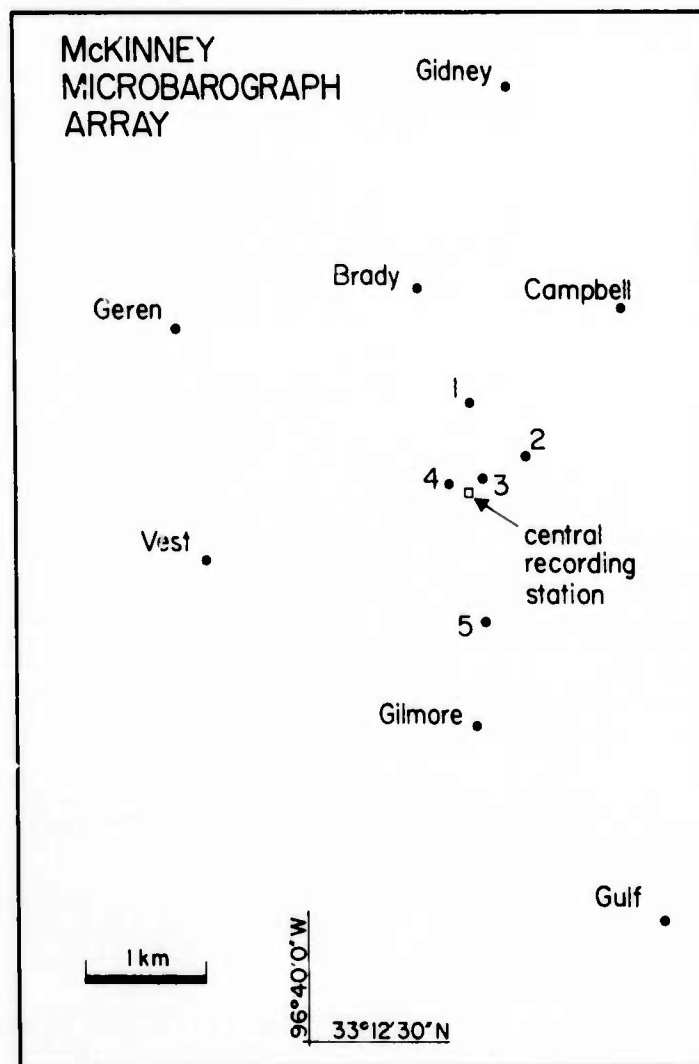 McKINNEY
MICROBAROGRAPH
ARRAY
Gidney
Brady
Campbell
Geren
1
2
3
4
central
recording
station
Vest
5
Gilmore
Gulf
1 km
96°40'0"W
33°12'30"N